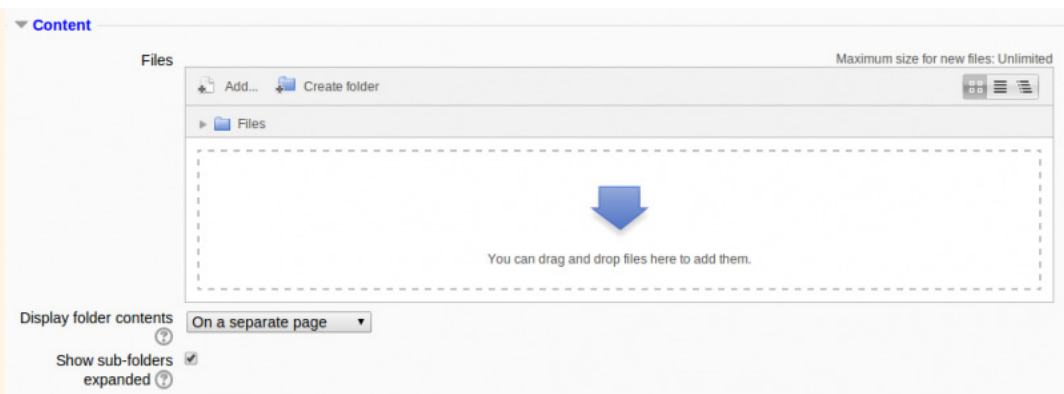 Content
Files
Maximum size for new files: Unlimited
Add... Create folder
Files
You can drag and drop files here to add them.
Display folder contents
On a separate page
Show sub-folders
expanded